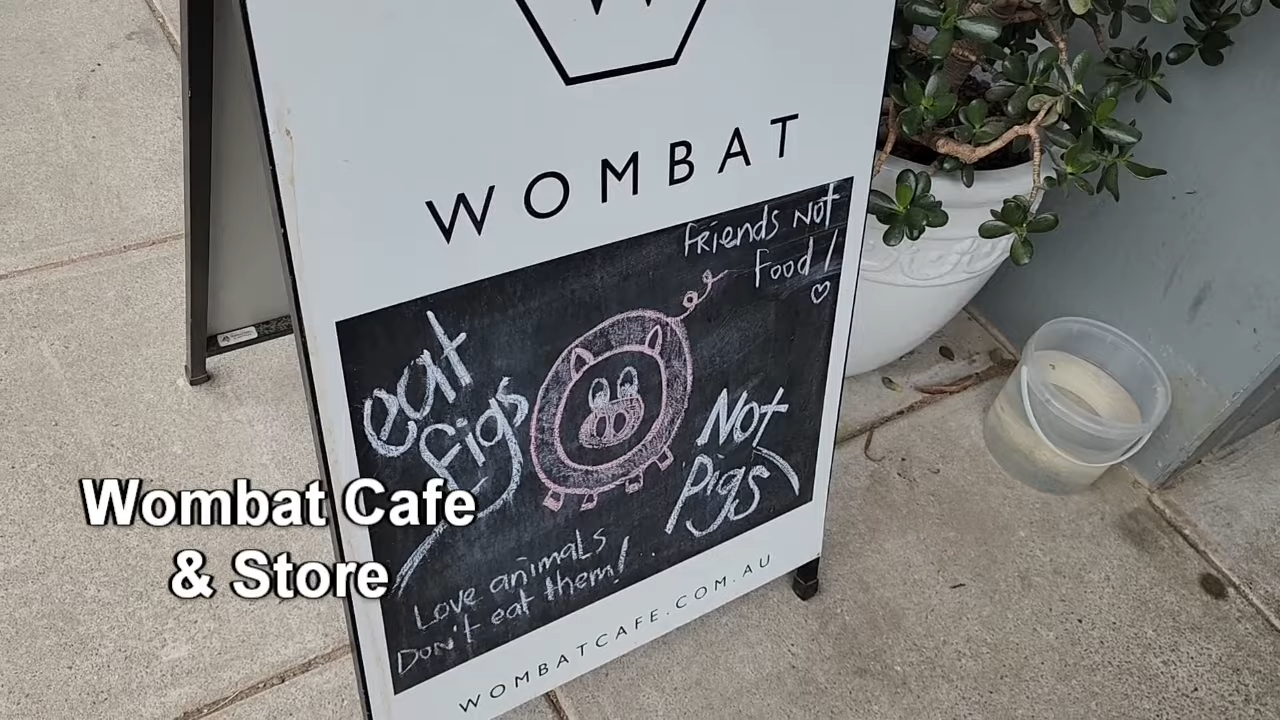 W
WOMBAT
Friends Not
Food!
eat
figs
Not
Pigs
Love animals
Don't eat them!
WOMBATCAFE.COM.AU
Wombat Cafe
& Store